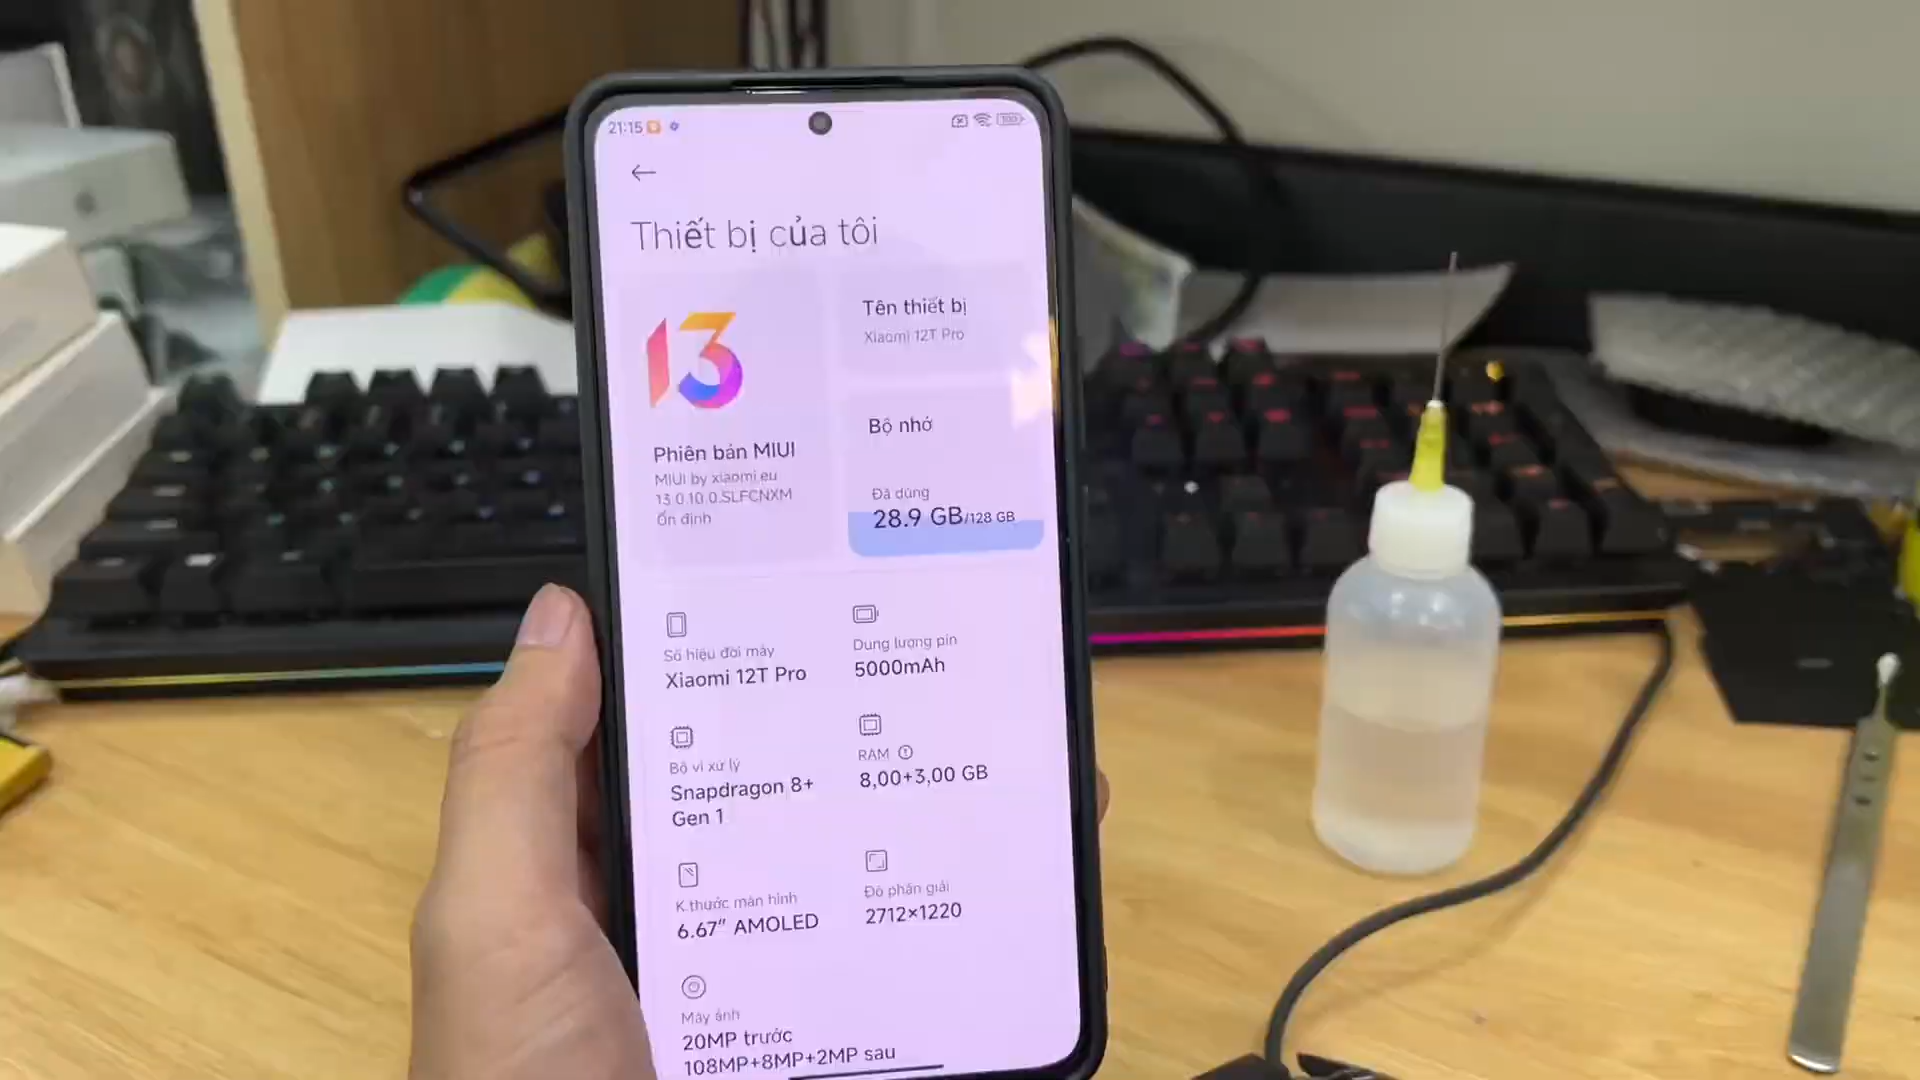 21:15
100
Thiết bị của tôi
13
Phiên bản MIUI
MIUI by xiaomi.eu
13.0.10.0.SLFCNXM
Ổn định
Tên thiết bị
Xiaomi 12T Pro
Bộ nhớ
Đã dùng
28.9 GB/128 GB
Số hiệu đời máy
Xiaomi 12T Pro
Dung lượng pin
5000mAh
Bộ vi xử lý
Snapdragon 8+
Gen 1
RAM
8,00+3,00 GB
K.thước màn hình
6.67" AMOLED
Độ phân giải
2712×1220
Máy ảnh
20MP trước
108MP+8MP+2MP sau